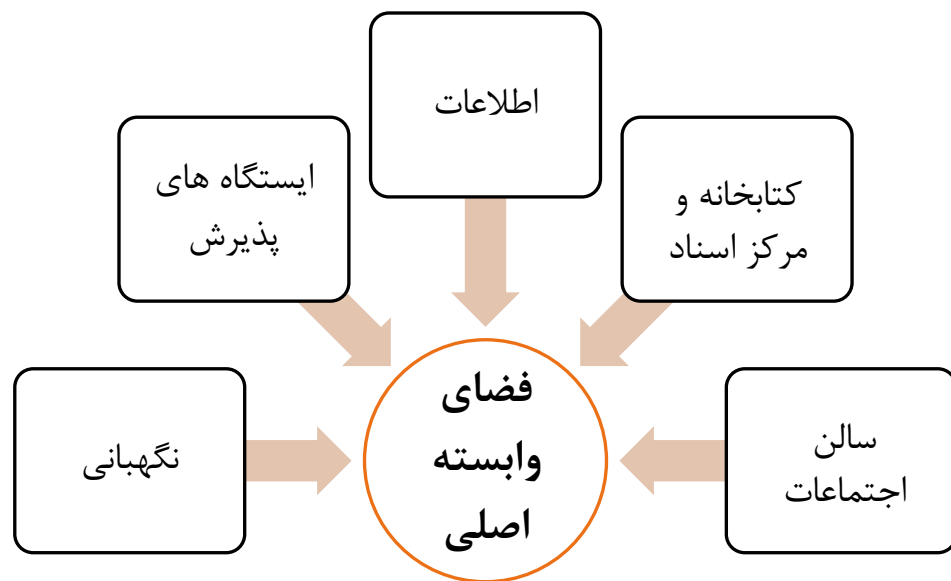 اطلاعات
ایستگاه های
پذیرش
کتابخانه و
مرکز اسناد
نگهبانی
فضای
وابسته
اصلی
سالن
اجتماعات